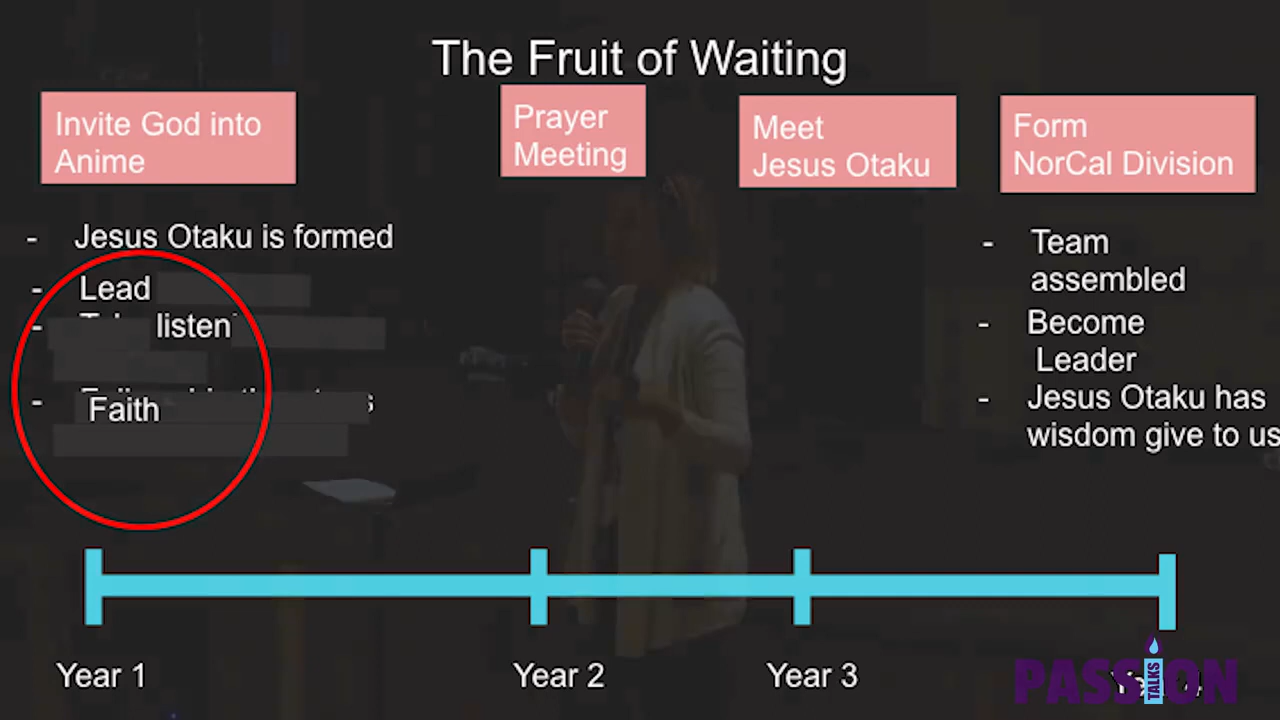 The Fruit of Waiting
Invite God into
Anime
Prayer
Meeting
Meet
Jesus Otaku
Form
NorCal Division
- Jesus Otaku is formed
- Lead
- listen
- Faith
- Team
assembled
- Become
Leader
- Jesus Otaku has
wisdom give to us
Year 1
Year 2
Year 3
PASSION
TALKS